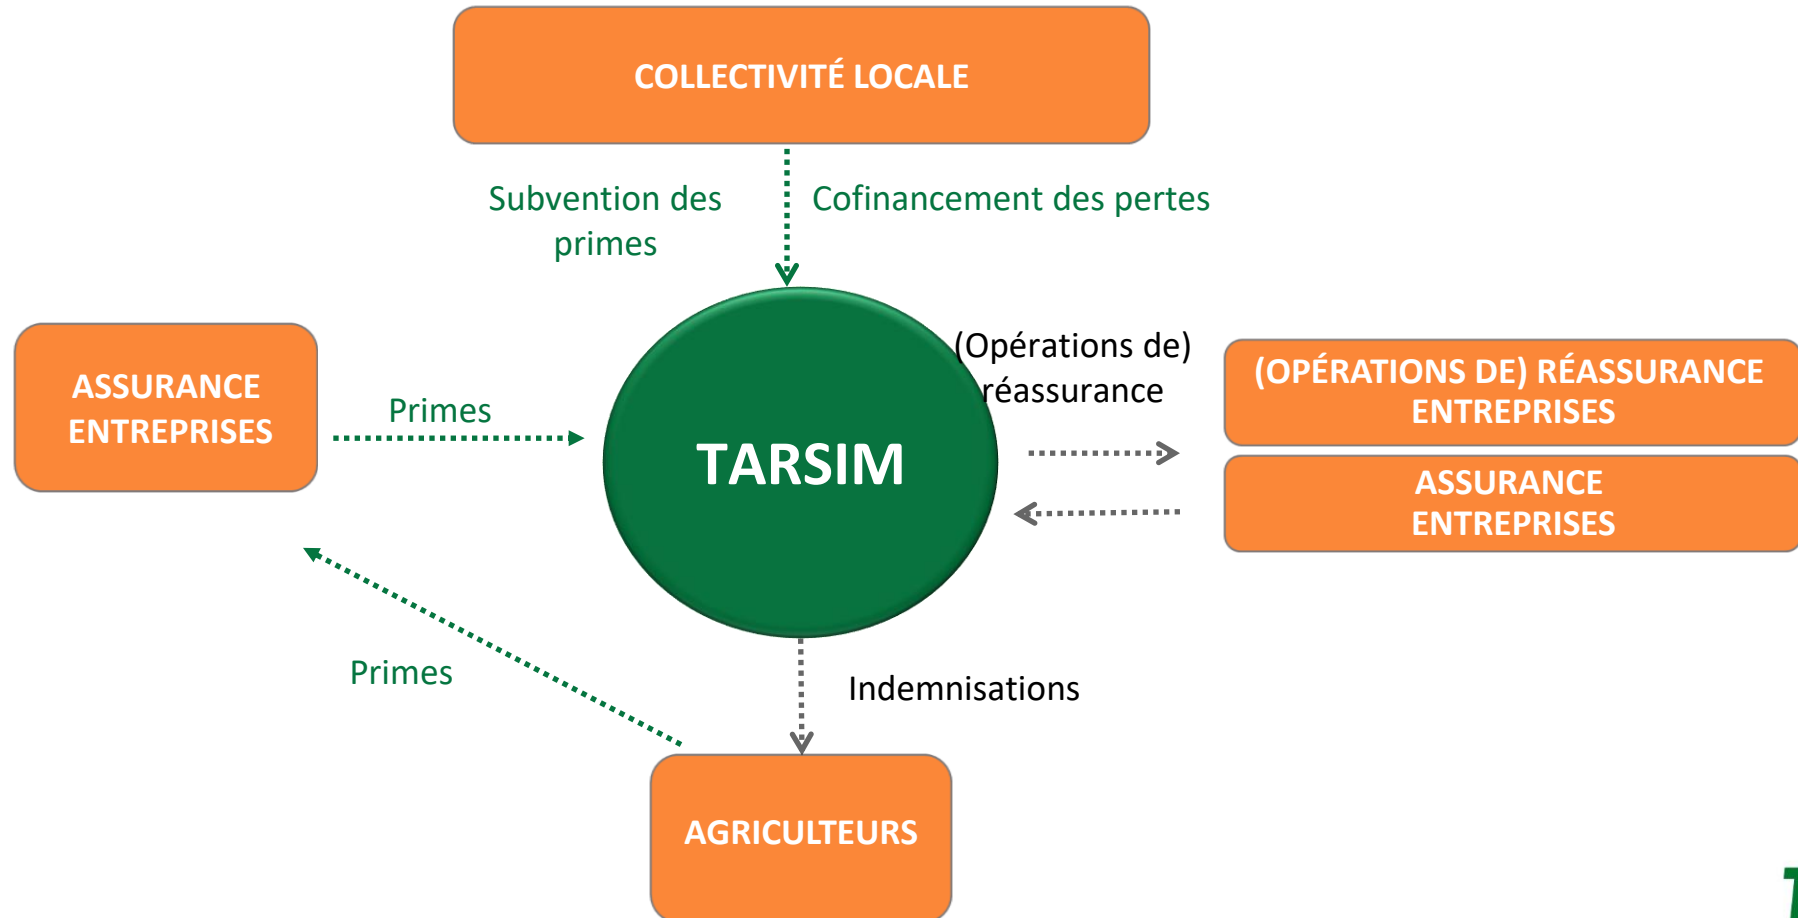 COLLECTIVITÉ LOCALE
Subvention des
primes
Cofinancement des pertes
ASSURANCE
ENTREPRISES
Primes
TARSIM
(Opérations de)
réassurance
(OPÉRATIONS DE) RÉASSURANCE
ENTREPRISES
ASSURANCE
ENTREPRISES
Primes
Indemnisations
AGRICULTEURS